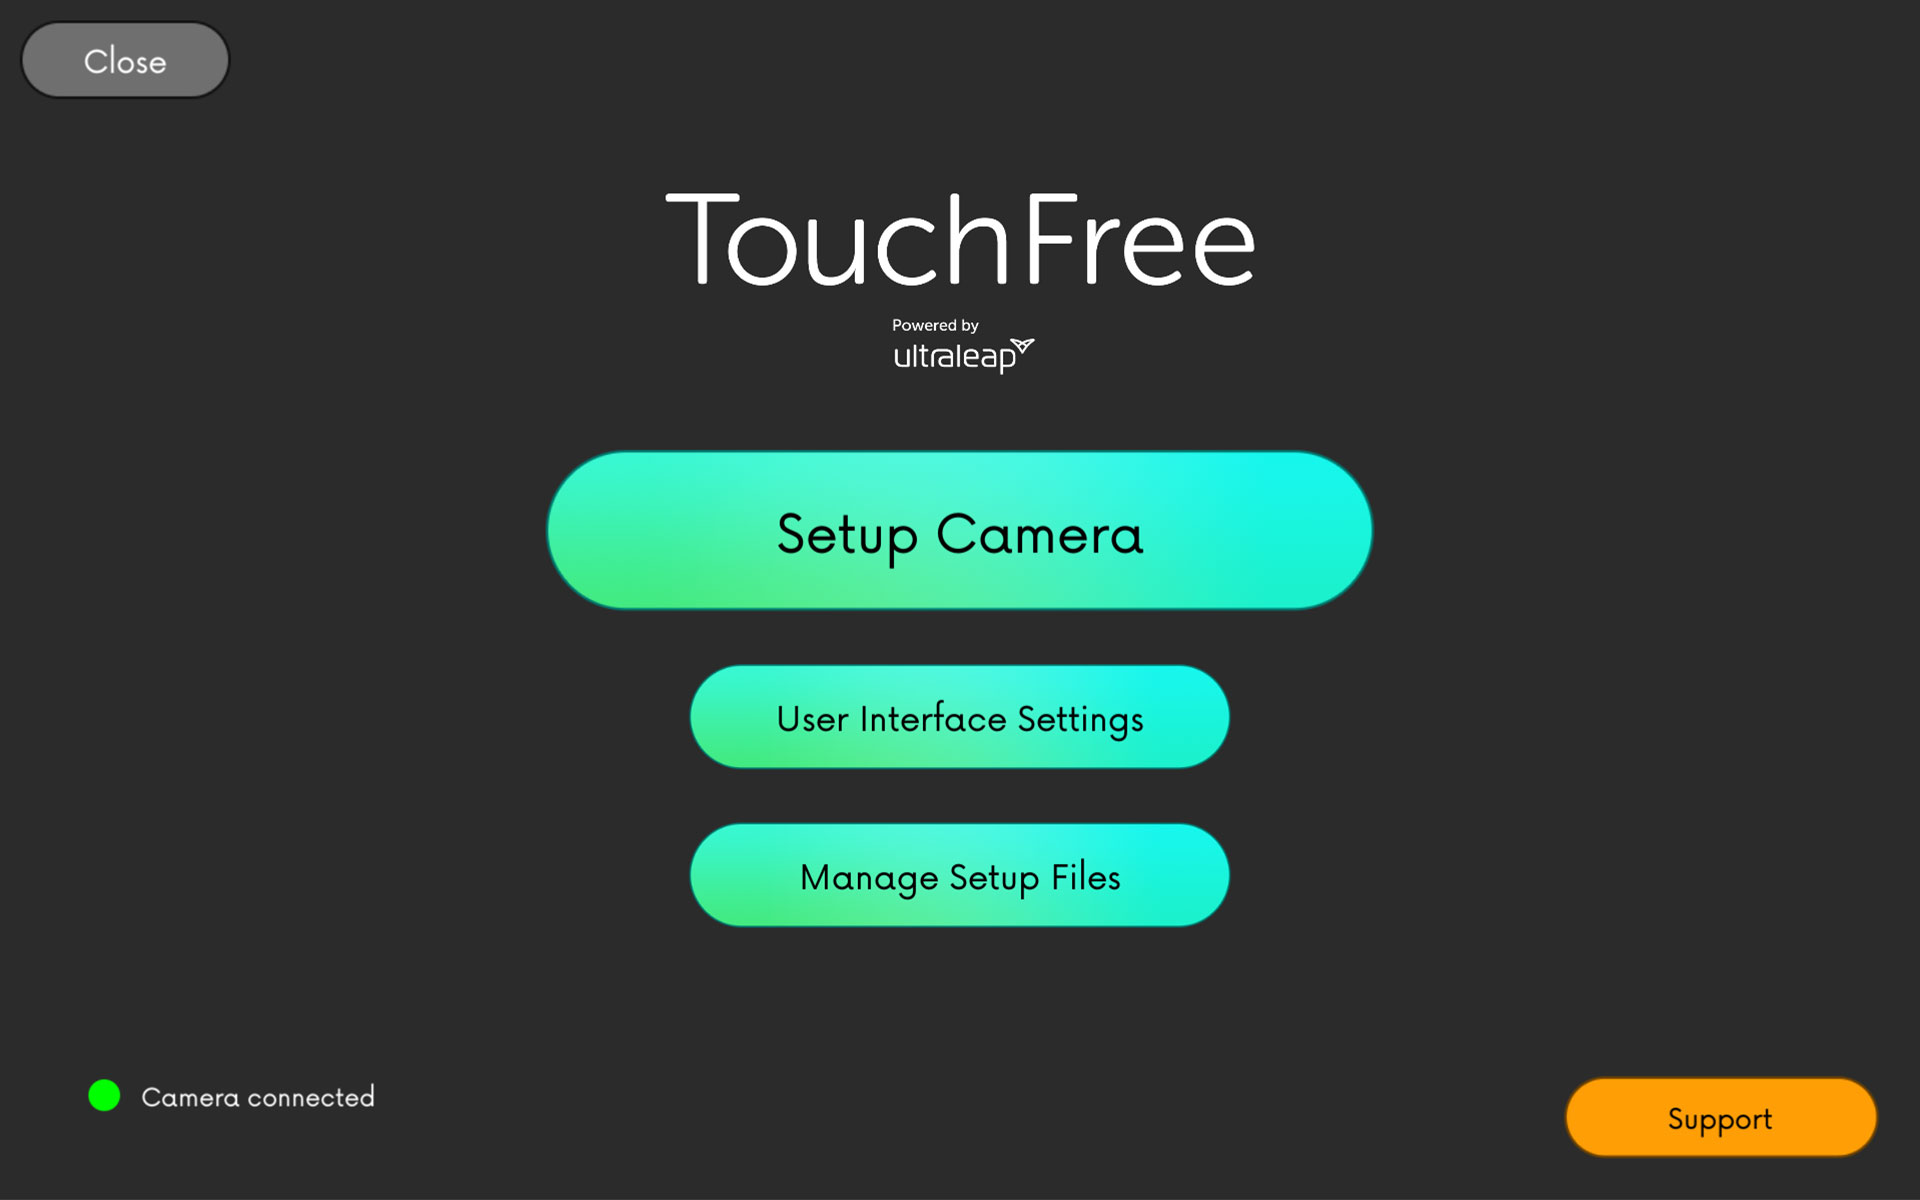 Close
TouchFree
Powered by
ultraleap
Setup Camera
User Interface Settings
Manage Setup Files
Camera connected
Support